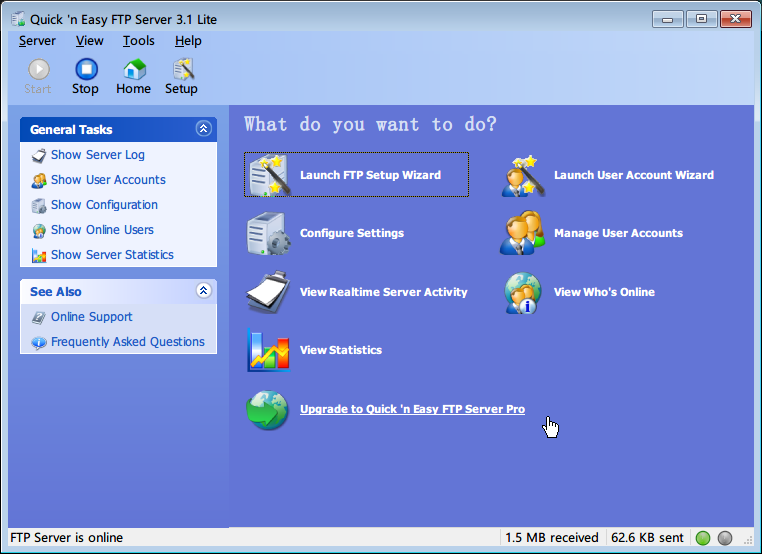 Quick 'n Easy FTP Server 3.1 Lite
Server View Tools Help
Start Stop Home Setup
General Tasks
Show Server Log
Show User Accounts
Show Configuration
Show Online Users
Show Server Statistics
See Also
Online Support
Frequently Asked Questions
What do you want to do?
Launch FTP Setup Wizard
Launch User Account Wizard
Configure Settings
Manage User Accounts
View Realtime Server Activity
View Who's Online
View Statistics
Upgrade to Quick 'n Easy FTP Server Pro
FTP Server is online
1.5 MB received
62.6 KB sent